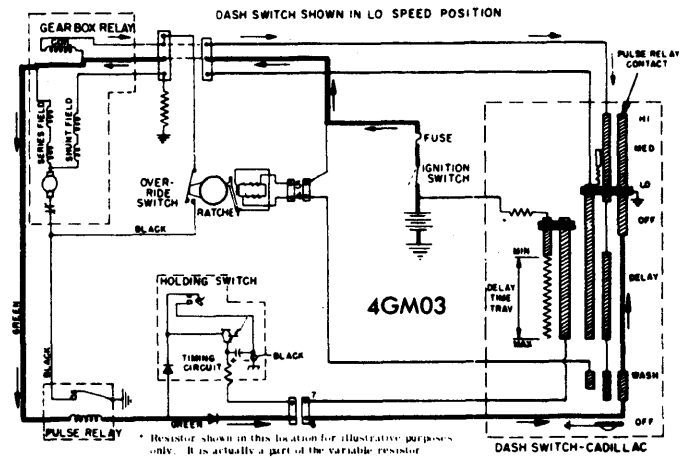 DASH SWITCH SHOWN IN LO SPEED POSITION
GEAR BOX RELAY
COIL
PULSE RELAY
CONTACT
SERIES FIELD
SHUNT FIELD
HI
MED
LO
OFF
FUSE
IGNITION
SWITCH
OVER-
RIDE
SWITCH
RATCHET
BLACK
MIN
DELAY
TIME
TRAV
MAX
DELAY
HOLDING SWITCH
4GM03
GREEN
BLACK
TIMING
CIRCUIT
BLACK
WASH
GREEN
7
OFF
PULSE RELAY
* Resistor shown in this location for illustrative purposes
only. It is actually a part of the variable resistor
DASH SWITCH-CADILLAC